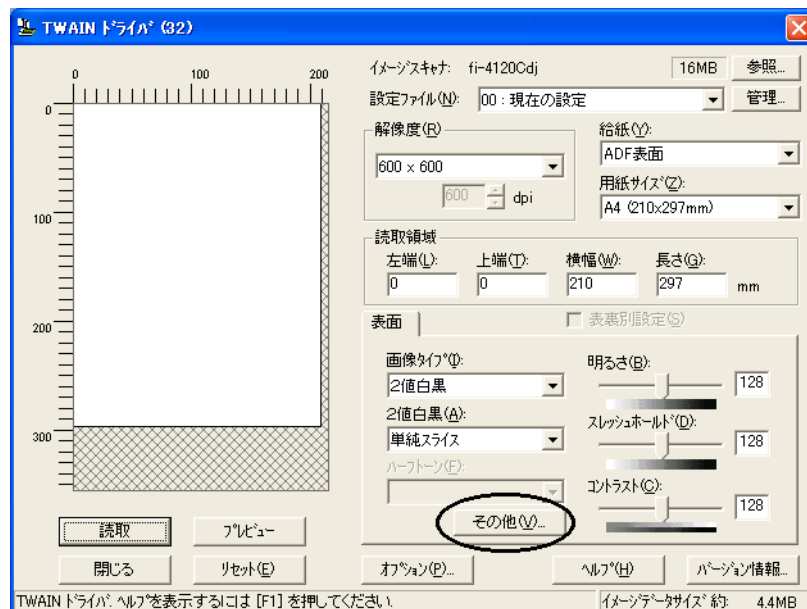 TWAIN ﾄﾞﾗｲﾊﾞ (32)
0 100 200
0
100
200
300
ｲﾒｰｼﾞｽｷｬﾅ: fi-4120Cdj 16MB 参照...
設定ﾌｧｲﾙ(N): 00 : 現在の設定 管理...
解像度(R)
600 × 600
600 dpi
給紙(Y):
ADF表面
用紙ｻｲｽﾞ(Z):
A4 (210x297mm)
読取領域
左端(L): 上端(T): 横幅(W): 長さ(G):
0 0 210 297 mm
表面 表裏別設定(S)
画像ﾀｲﾌﾟ(I):
2値白黒
2値白黒(A):
単純ｽﾗｲｽ
ﾊｰﾌﾄｰﾝ(F):
その他(V)...
明るさ(B):
128
ｽﾚｯｼｭﾎｰﾙﾄﾞ(D):
128
ｺﾝﾄﾗｽﾄ(C):
128
読取 ﾌﾟﾚﾋﾞｭｰ
閉じる ﾘｾｯﾄ(E) ｵﾌﾟｼｮﾝ(P)... ﾍﾙﾌﾟ(H) ﾊﾞｰｼﾞｮﾝ情報...
TWAIN ﾄﾞﾗｲﾊﾞ. ﾍﾙﾌﾟを表示するには [F1] を押してください. ｲﾒｰｼﾞﾃﾞｰﾀｻｲｽﾞ 約: 4.4MB